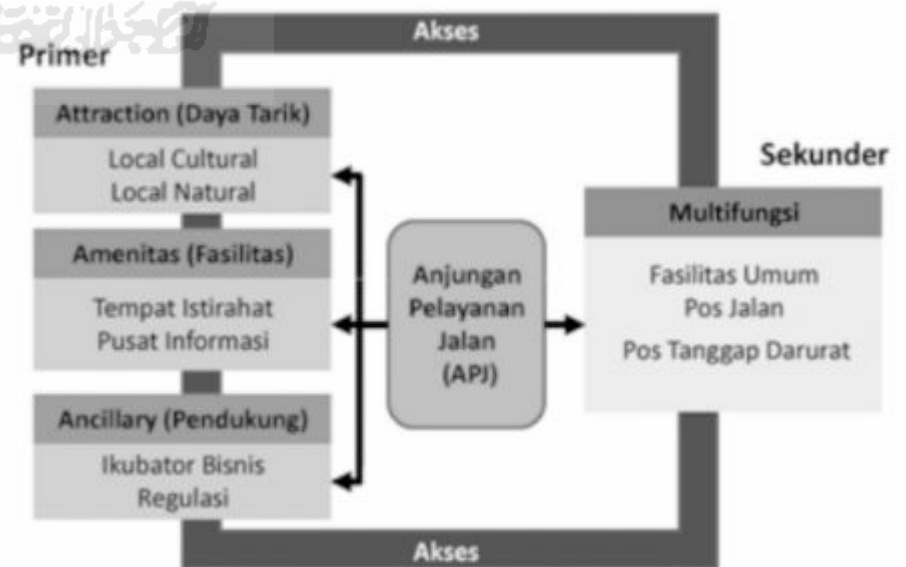 Akses
Primer
Attraction (Daya Tarik)
Local Cultural
Local Natural
Amenitas (Fasilitas)
Tempat Istirahat
Pusat Informasi
Ancillary (Pendukung)
Ikubator Bisnis
Regulasi
Anjungan
Pelayanan
Jalan
(APJ)
Sekunder
Multifungsi
Fasilitas Umum
Pos Jalan
Pos Tanggap Darurat
Akses